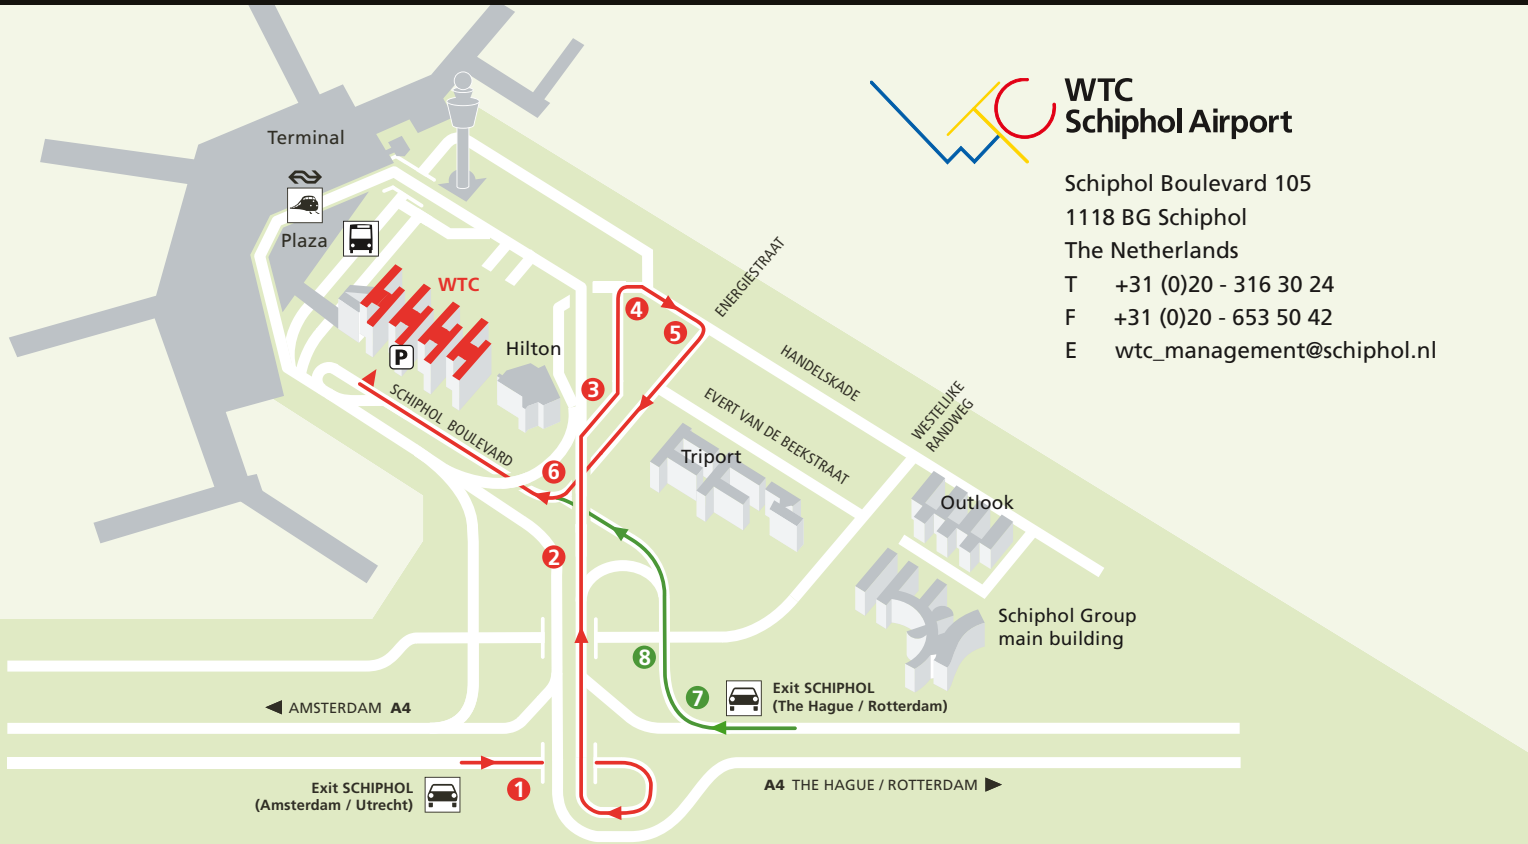 WTC
Schiphol Airport
Schiphol Boulevard 105
1118 BG Schiphol
The Netherlands
T +31 (0)20 - 316 30 24
F +31 (0)20 - 653 50 42
E wtc_management@schiphol.nl
Terminal
Plaza
WTC
P
Hilton
SCHIPHOL BOULEVARD
ENERGIESTRAAT
HANDELSKADE
EVERT VAN DE BEEKSTRAAT
WESTELIJKE
RANDWEG
Triport
Outlook
Schiphol Group
main building
4
5
3
6
2
8
7
1
Exit SCHIPHOL
(The Hague / Rotterdam)
AMSTERDAM A4
Exit SCHIPHOL
(Amsterdam / Utrecht)
A4 THE HAGUE / ROTTERDAM